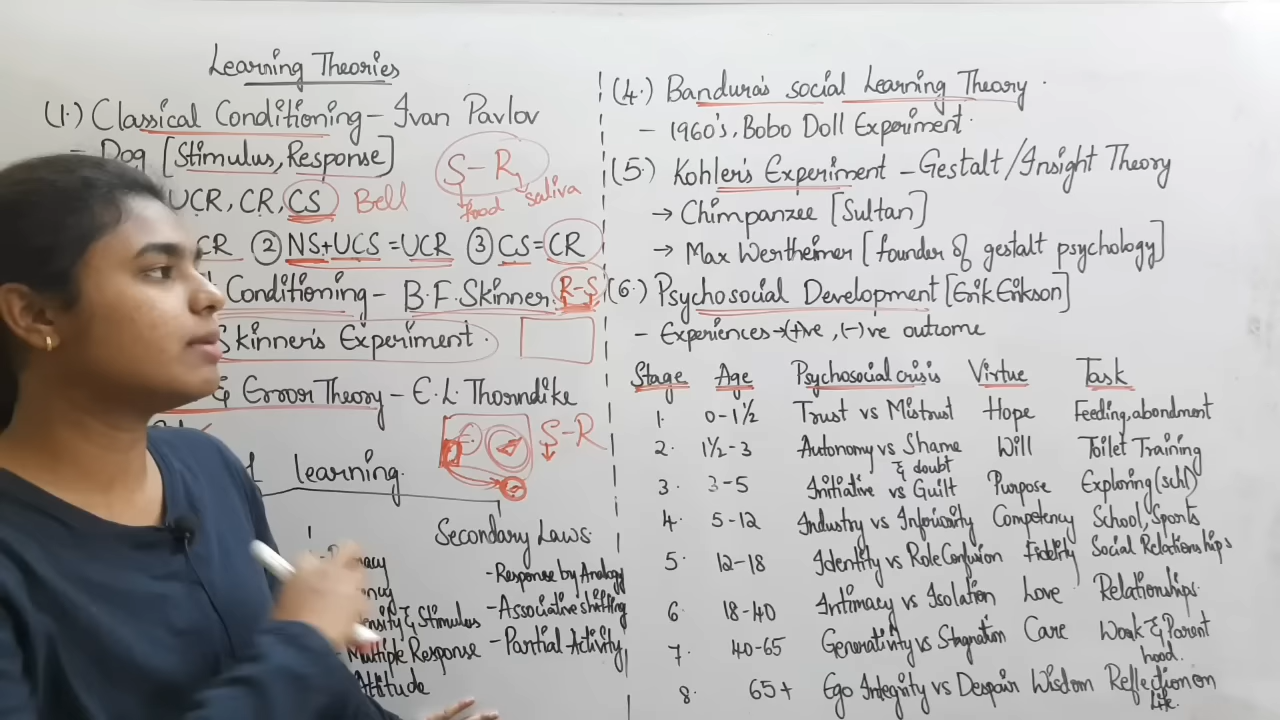 Learning Theories
(1.) Classical Conditioning – Ivan Pavlov
– Dog [Stimulus, Response]
S – R
food saliva
UCR, CR, CS Bell
CR ② NS+UCS = UCR ③ CS = CR
Conditioning – B.F. Skinner. R–S
Skinner's Experiment.
& Error Theory – E.L. Thorndike
S–R
learning.
Secondary Laws
– Response by Analogy
– Associative shifting
& Stimulus
– Partial Activity
Multiple Response
Attitude
(4.) Bandura's social Learning Theory.
– 1960's, Bobo Doll Experiment.
(5.) Kohler's Experiment – Gestalt/Insight Theory
→ Chimpanzee [Sultan]
→ Max Wertheimer [founder of gestalt psychology]
(6.) Psychosocial Development [Erik Erikson]
– Experiences→(+)ve, (-)ve outcome
Stage Age Psychosocial crisis Virtue Task
1. 0-1½ Trust vs Mistrust Hope Feeding, abondment
2. 1½-3 Autonomy vs Shame & doubt Will Toilet Training
3. 3-5 Initiative vs Guilt Purpose Exploring (schl)
4. 5-12 Industry vs Inferiority Competency School, Sports
5. 12-18 Identity vs Role Confusion Fidelity Social Relationships
6. 18-40 Intimacy vs Isolation Love Relationships.
7. 40-65 Generativity vs Stagnation Care Work & Parent hood.
8. 65+ Ego Integrity vs Despair Wisdom Reflection on Life.